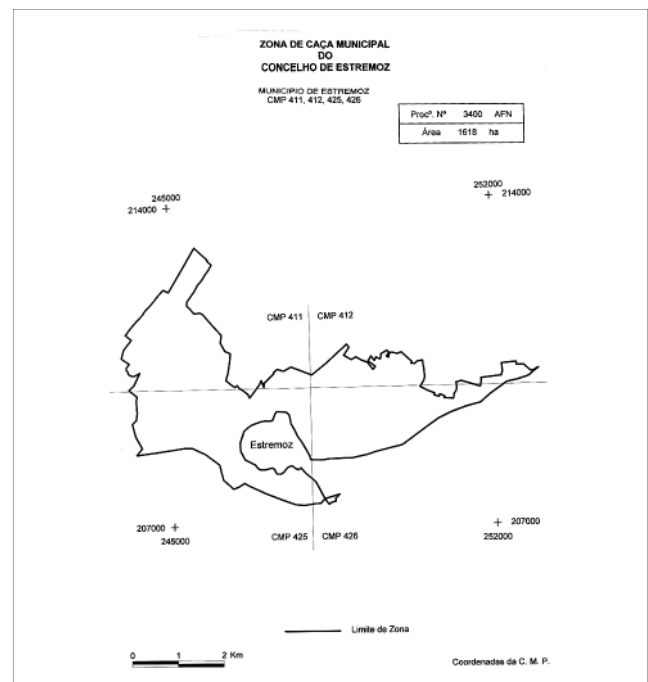 ZONA DE CAÇA MUNICIPAL
DO
CONCELHO DE ESTREMOZ
MUNICIPIO DE ESTREMOZ
CMP 411, 412, 425, 426
Procº. Nº 3400 AFN
Área 1618 ha
245000
214000
252000
214000
CMP 411 CMP 412
Estremoz
207000
245000
207000
252000
CMP 425 CMP 426
Limite de Zona
0 1 2 Km
Coordenadas da C. M. P.